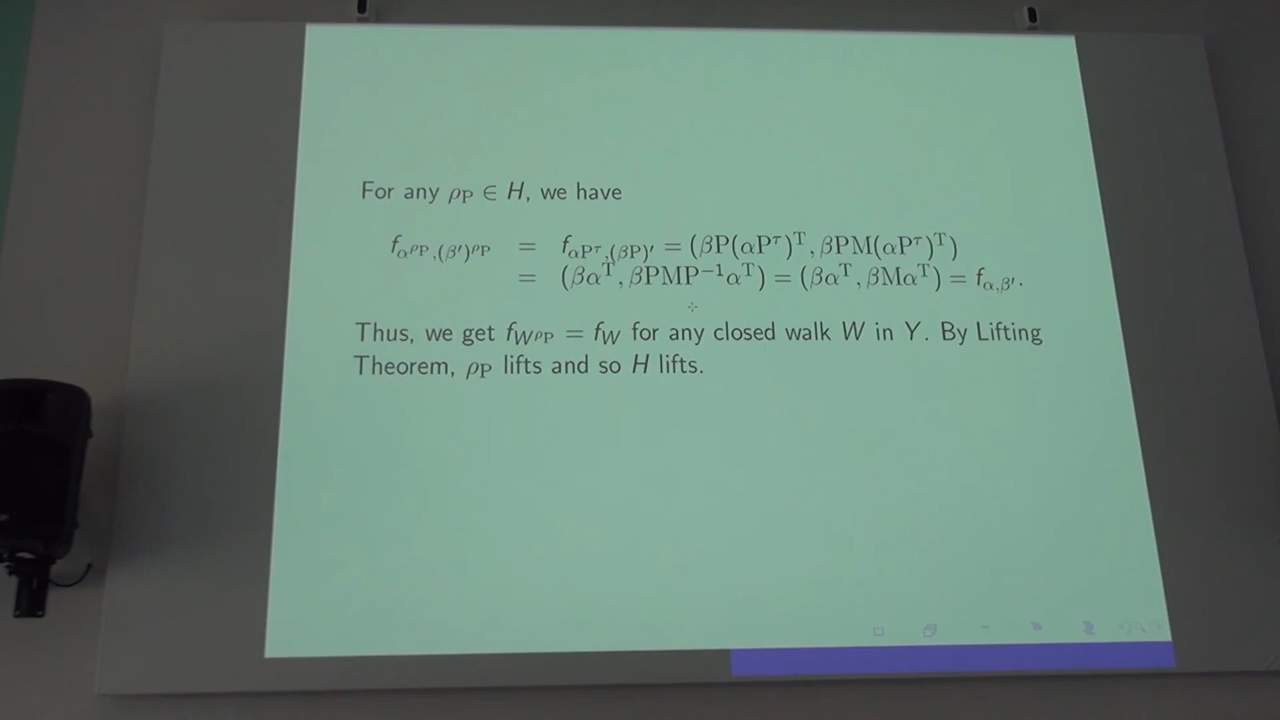 For any ρ_P ∈ H, we have
f_{α^{ρ_P},(β′)^{ρ_P}} = f_{αP^τ,(βP)′} = (βP(αP^τ)^T, βPM(αP^τ)^T)
= (βα^T, βPMP^{−1}α^T) = (βα^T, βMα^T) = f_{α,β′}.
Thus, we get f_{W^{ρ_P}} = f_W for any closed walk W in Y. By Lifting
Theorem, ρ_P lifts and so H lifts.